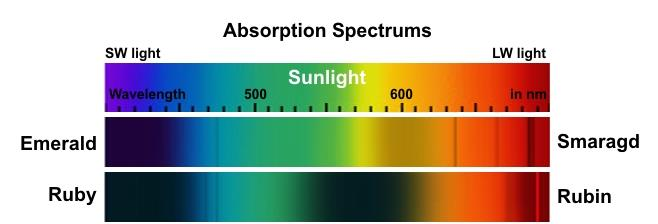 Absorption Spectrums
SW light LW light
Sunlight
Wavelength 500 600 in nm
Emerald Smaragd
Ruby Rubin